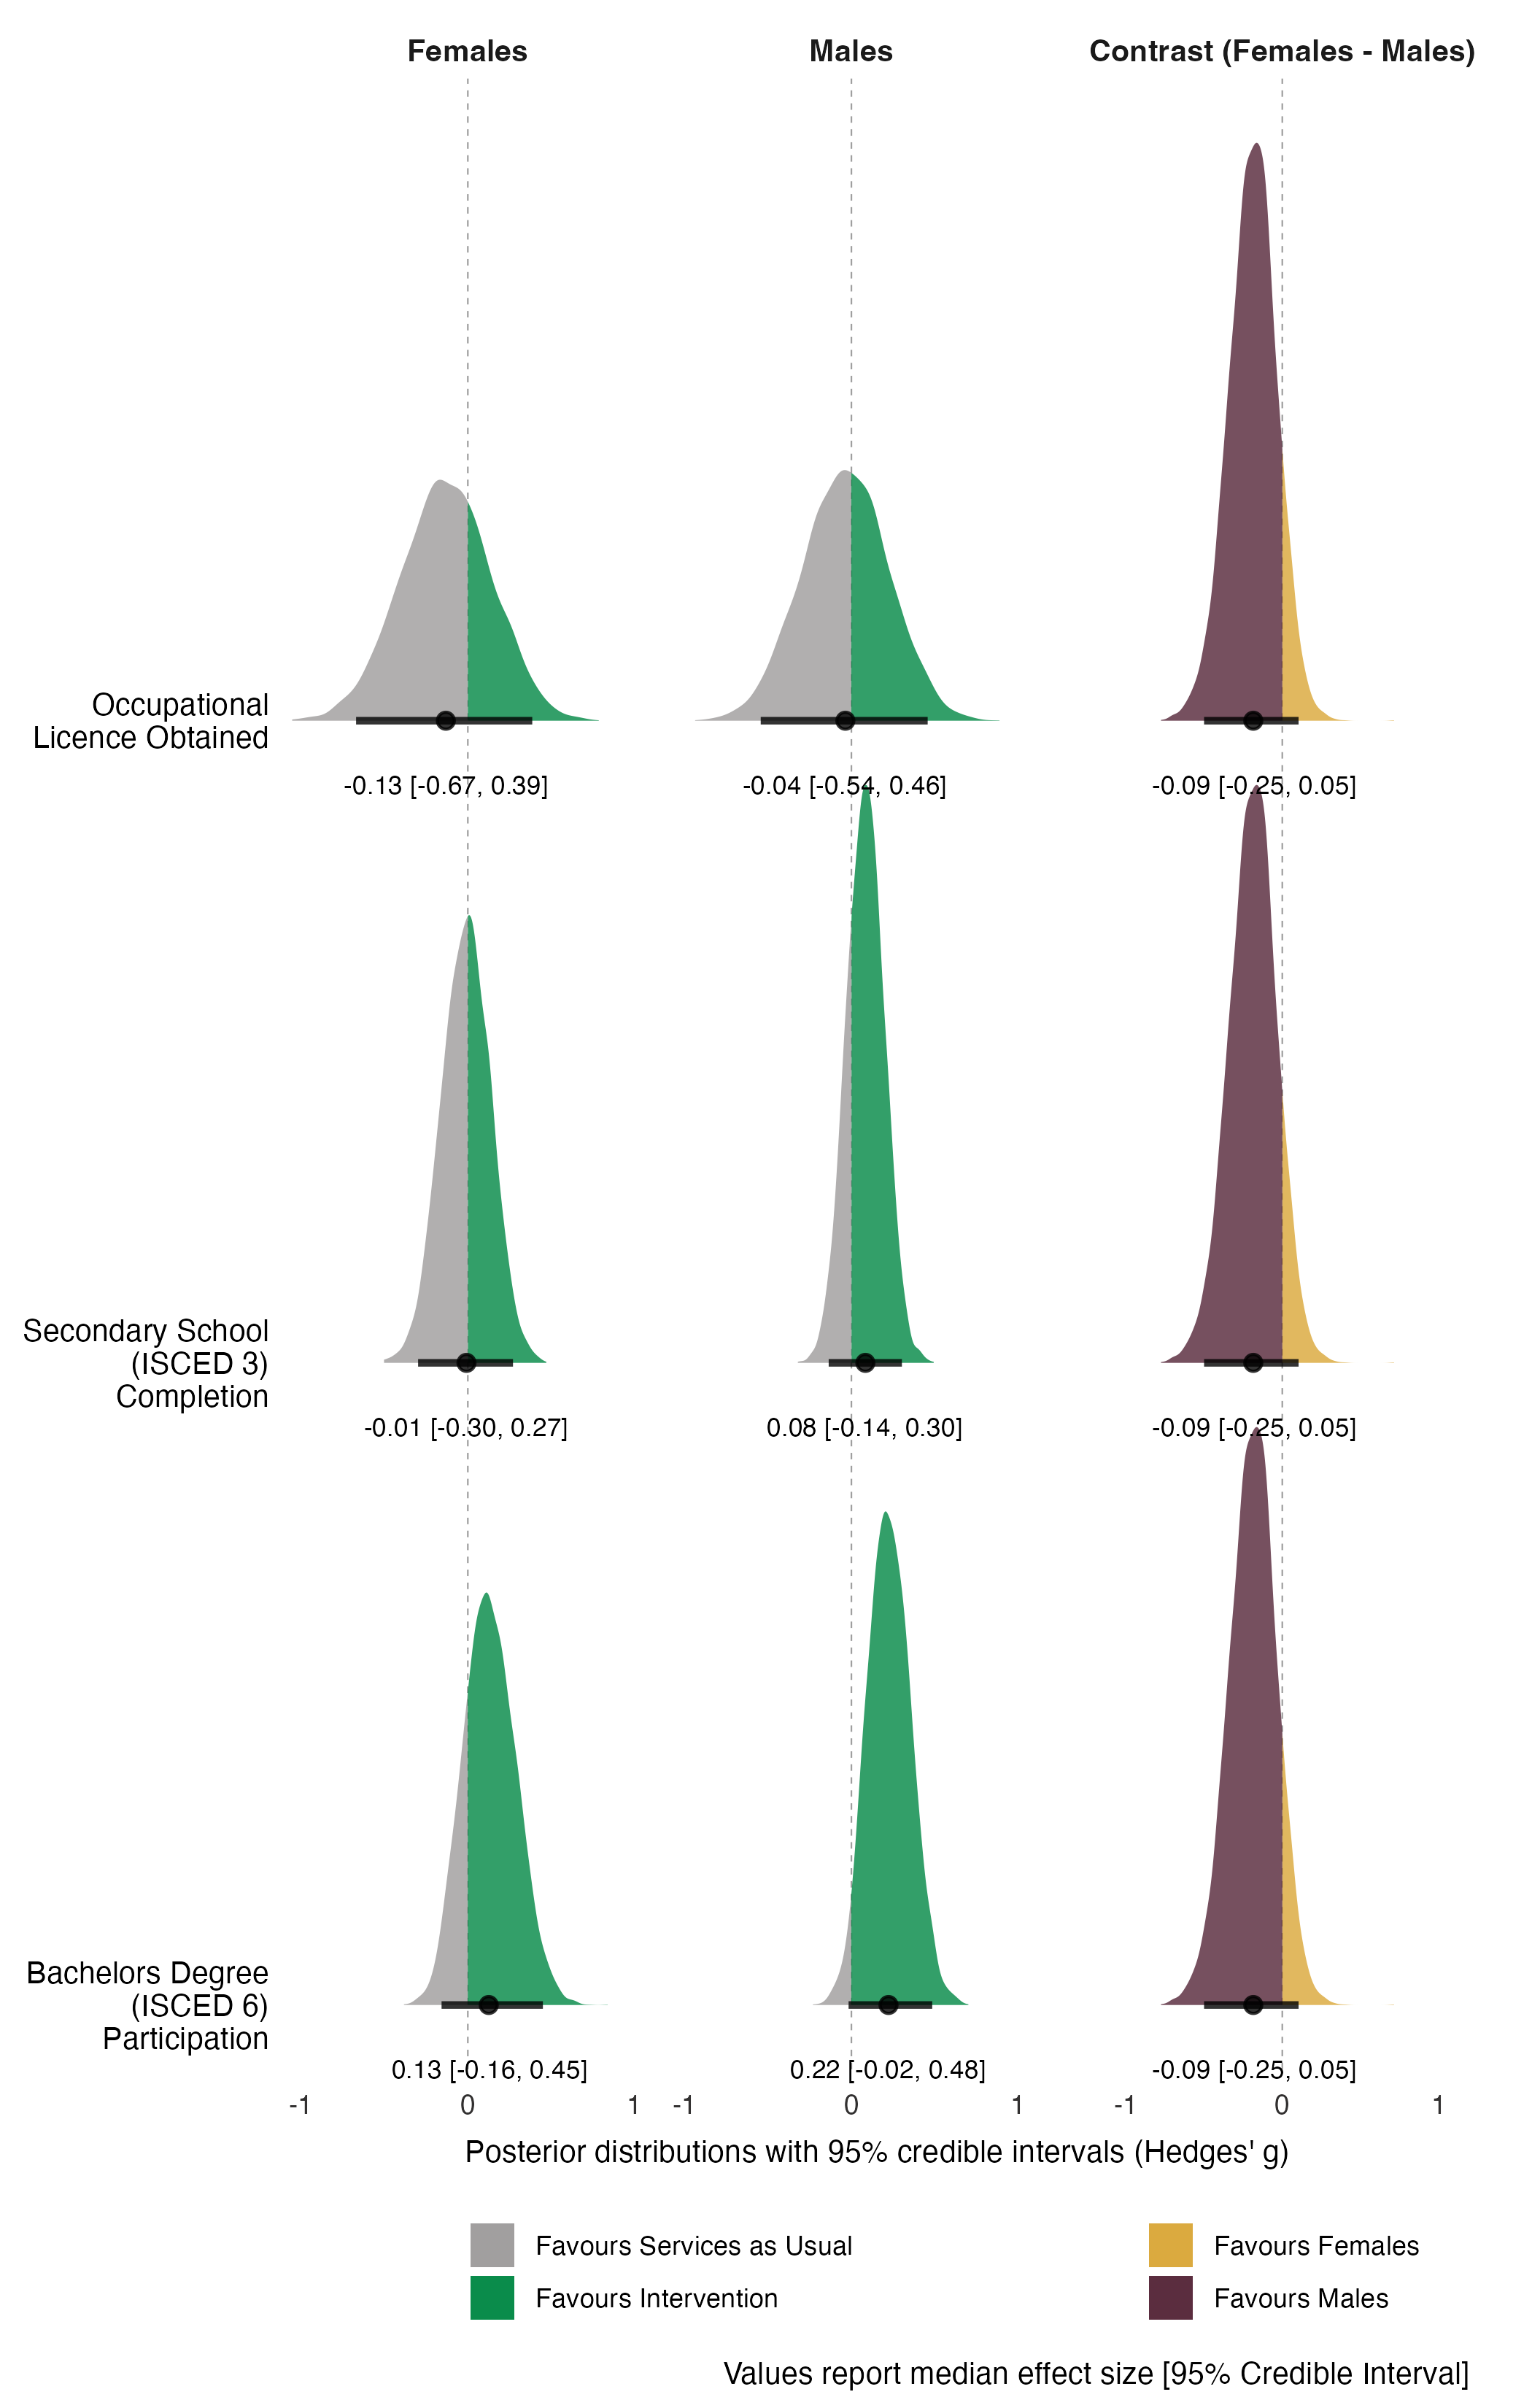 Females Males Contrast (Females - Males)
Occupational
Licence Obtained
-0.13 [-0.67, 0.39] -0.04 [-0.54, 0.46] -0.09 [-0.25, 0.05]
Secondary School
(ISCED 3)
Completion
-0.01 [-0.30, 0.27] 0.08 [-0.14, 0.30] -0.09 [-0.25, 0.05]
Bachelors Degree
(ISCED 6)
Participation
0.13 [-0.16, 0.45] 0.22 [-0.02, 0.48] -0.09 [-0.25, 0.05]
-1 0 1 -1 0 1 -1 0 1
Posterior distributions with 95% credible intervals (Hedges' g)
Favours Services as Usual Favours Females
Favours Intervention Favours Males
Values report median effect size [95% Credible Interval]